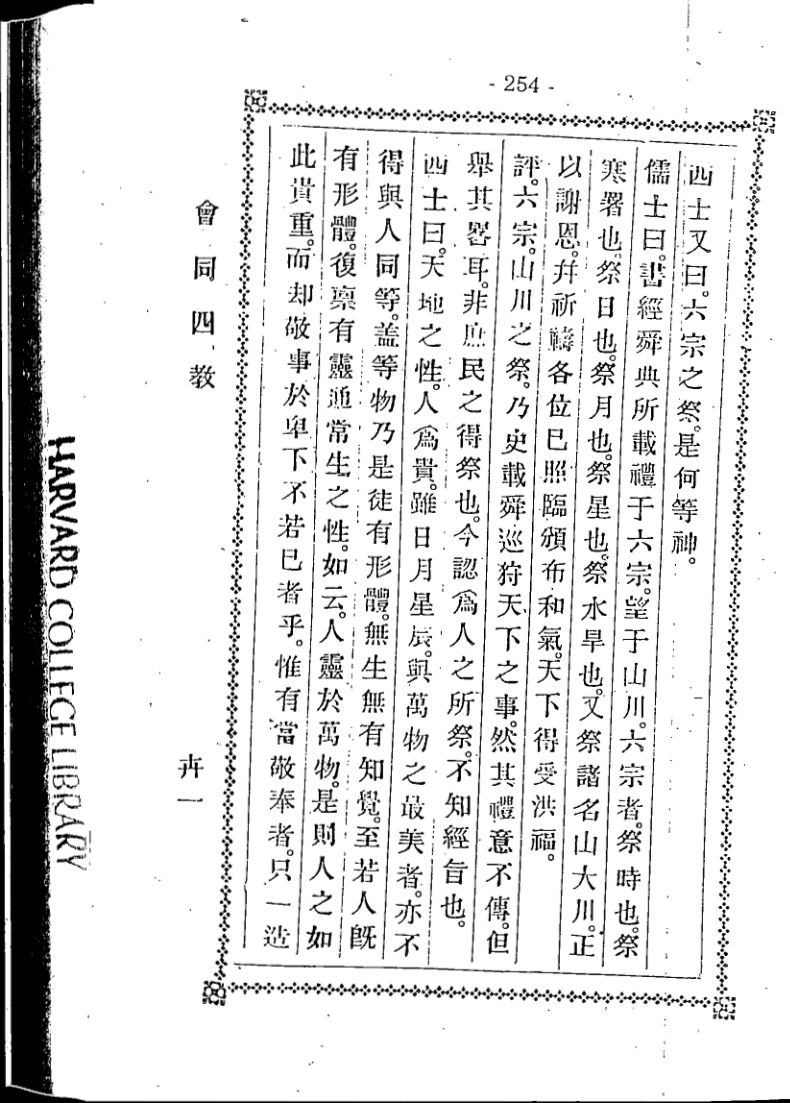 - 254 -
西士又曰。六宗之祭。是何等神。
儒士曰。書經舜典所載禮于六宗。望于山川。六宗者。祭時也。祭
寒暑也。祭日也。祭月也。祭星也。祭水旱也。又祭諸名山大川。正
以謝恩。幷祈禱各位已照臨頒布和氣。天下得受洪福。
評。六宗。山川之祭。乃史載舜巡狩天下之事。然其禮意不傳。但
舉其畧耳。非庶民之得祭也。今認爲人之所祭。不知經旨也。
西士曰。天地之性。人爲貴。雖日月星辰。與萬物之最美者。亦不
得與人同等。盖等物乃是徒有形體。無生無有知覺。至若人旣
有形體。復稟有靈通常生之性。如云。人靈於萬物。是則人之如
此貴重。而却敬事於卑下不若已者乎。惟有當敬奉者。只一造
會同四教
卉一
HARVARD COLLEGE LIBRARY